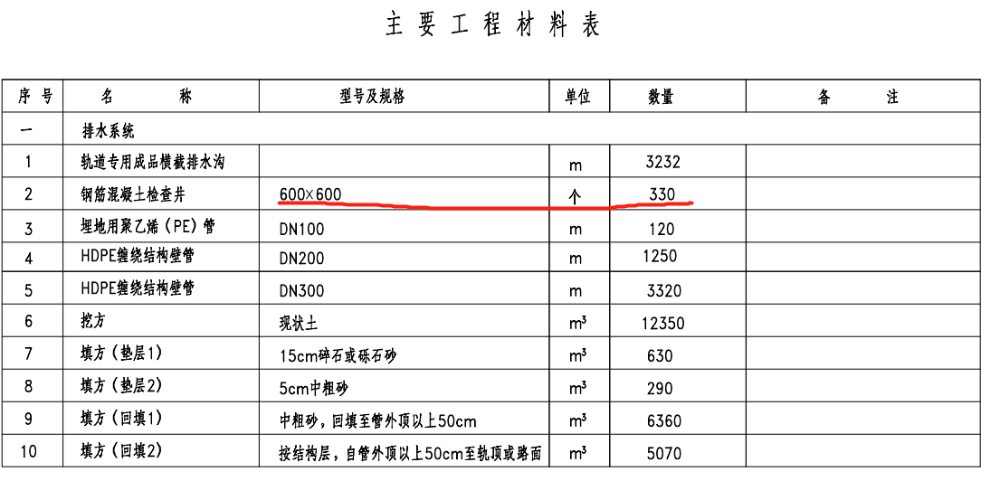 主要工程材料表
序号 名称 型号及规格 单位 数量 备注
一 排水系统
1 轨道专用成品横截排水沟 m 3232
2 钢筋混凝土检查井 600×600 个 330
3 埋地用聚乙烯(PE)管 DN100 m 120
4 HDPE缠绕结构壁管 DN200 m 1250
5 HDPE缠绕结构壁管 DN300 m 3320
6 挖方 现状土 m³ 12350
7 填方(垫层1) 15cm碎石或砾石砂 m³ 630
8 填方(垫层2) 5cm中粗砂 m³ 290
9 填方(回填1) 中粗砂,回填至管外顶以上50cm m³ 6360
10 填方(回填2) 按结构层,自管外顶以上50cm至轨顶或路面 m³ 5070